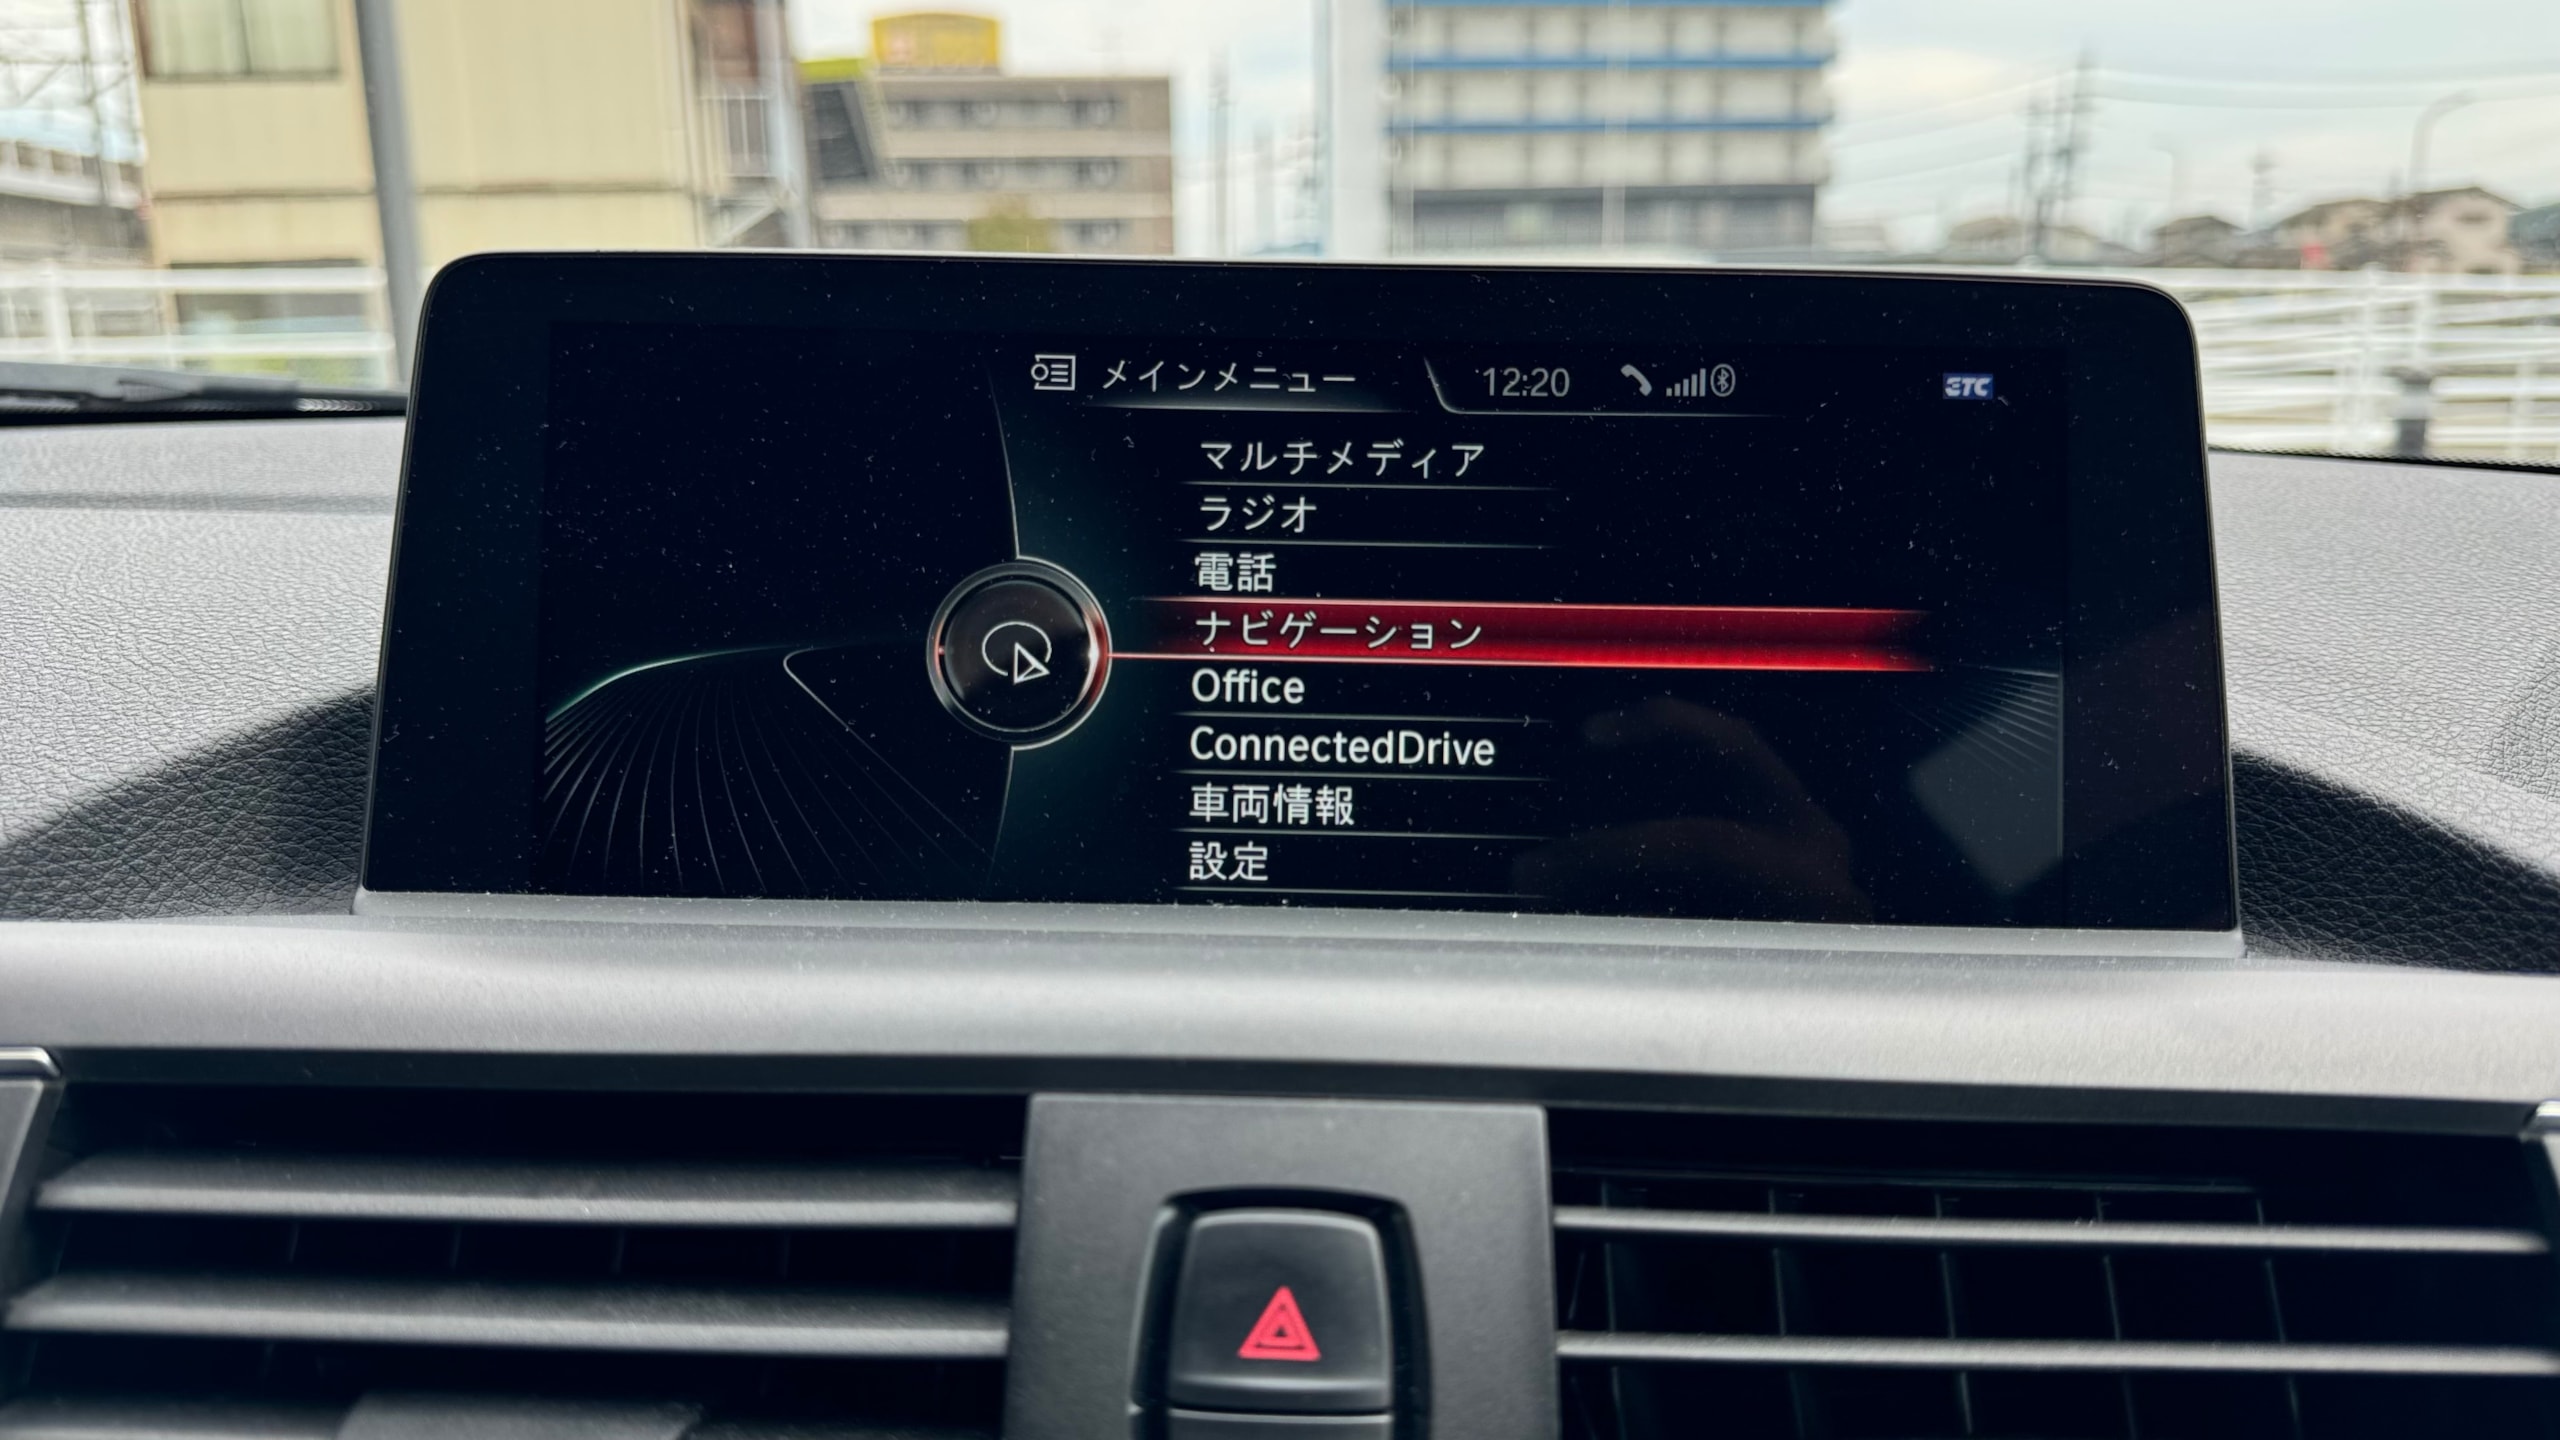 メインメニュー 12:20 ETC
マルチメディア
ラジオ
電話
ナビゲーション
Office
ConnectedDrive
車両情報
設定